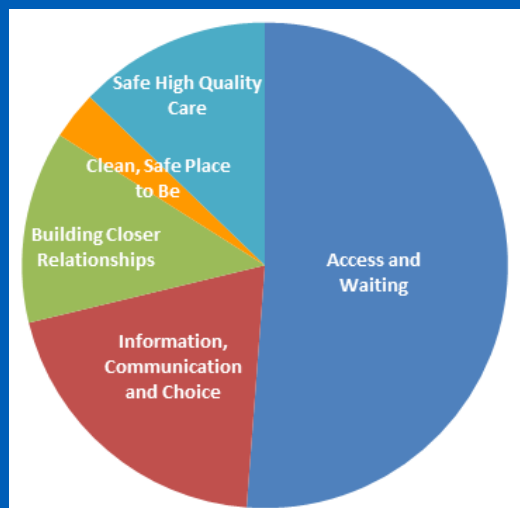 Safe High Quality
Care
Clean, Safe Place
to Be
Building Closer
Relationships
Access and
Waiting
Information,
Communication
and Choice